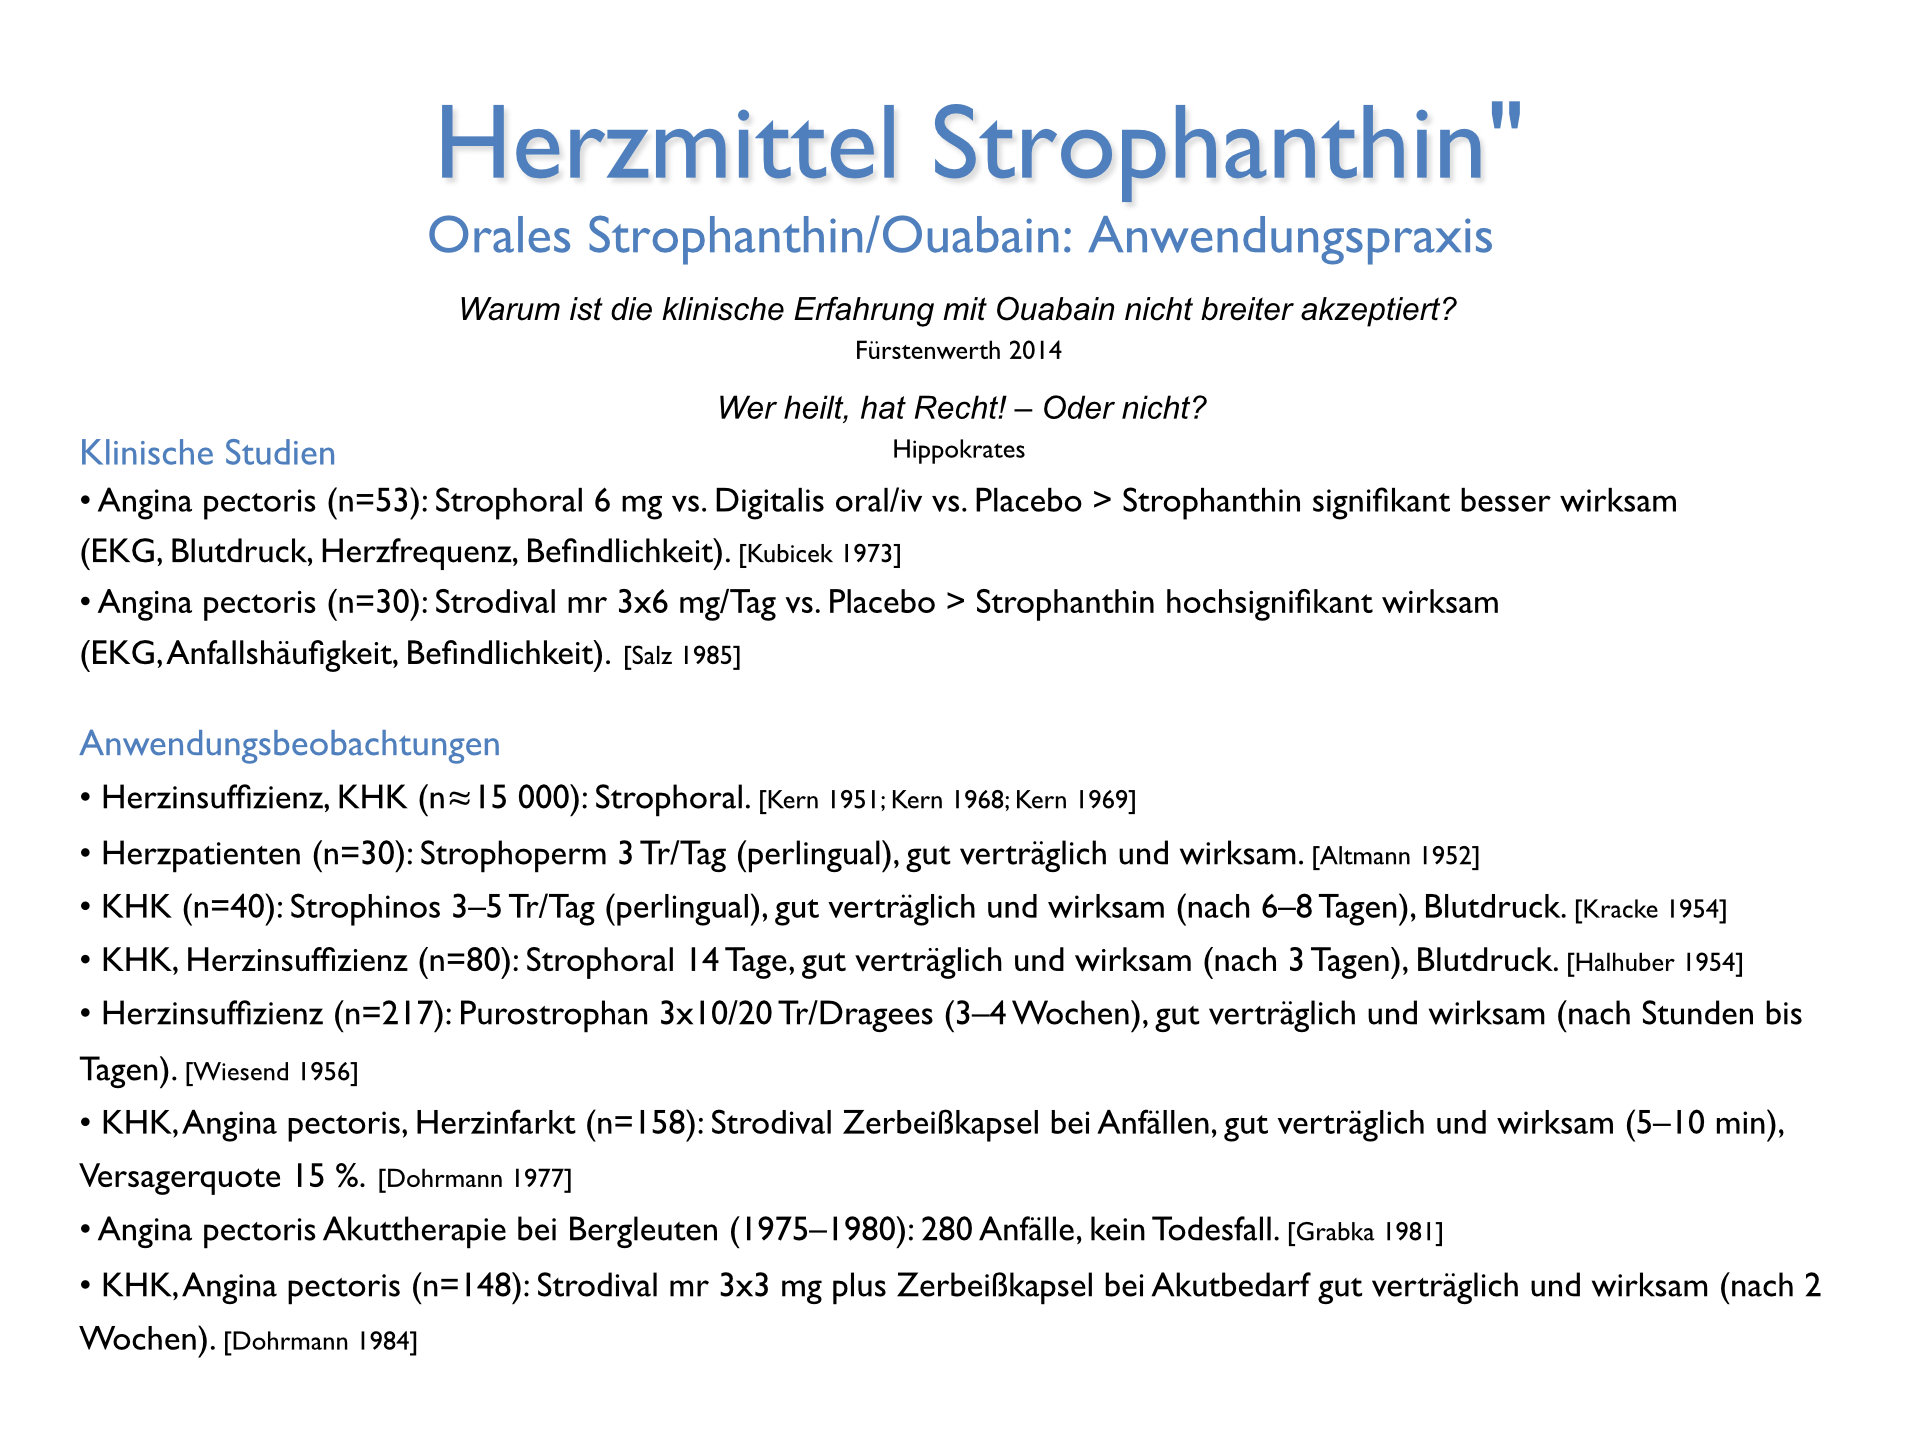 Herzmittel Strophanthin"
Orales Strophanthin/Ouabain: Anwendungspraxis
Warum ist die klinische Erfahrung mit Ouabain nicht breiter akzeptiert?
Fürstenwerth 2014
Wer heilt, hat Recht! – Oder nicht?
Hippokrates
Klinische Studien
• Angina pectoris (n=53): Strophoral 6 mg vs. Digitalis oral/iv vs. Placebo > Strophanthin signifikant besser wirksam
(EKG, Blutdruck, Herzfrequenz, Befindlichkeit). [Kubicek 1973]
• Angina pectoris (n=30): Strodival mr 3x6 mg/Tag vs. Placebo > Strophanthin hochsignifikant wirksam
(EKG, Anfallshäufigkeit, Befindlichkeit). [Salz 1985]
Anwendungsbeobachtungen
• Herzinsuffizienz, KHK (n≈15 000): Strophoral. [Kern 1951; Kern 1968; Kern 1969]
• Herzpatienten (n=30): Strophoperm 3 Tr/Tag (perlingual), gut verträglich und wirksam. [Altmann 1952]
• KHK (n=40): Strophinos 3–5 Tr/Tag (perlingual), gut verträglich und wirksam (nach 6–8 Tagen), Blutdruck. [Kracke 1954]
• KHK, Herzinsuffizienz (n=80): Strophoral 14 Tage, gut verträglich und wirksam (nach 3 Tagen), Blutdruck. [Halhuber 1954]
• Herzinsuffizienz (n=217): Purostrophan 3x10/20 Tr/Dragees (3–4 Wochen), gut verträglich und wirksam (nach Stunden bis
Tagen). [Wiesend 1956]
• KHK, Angina pectoris, Herzinfarkt (n=158): Strodival Zerbeißkapsel bei Anfällen, gut verträglich und wirksam (5–10 min),
Versagerquote 15 %. [Dohrmann 1977]
• Angina pectoris Akuttherapie bei Bergleuten (1975–1980): 280 Anfälle, kein Todesfall. [Grabka 1981]
• KHK, Angina pectoris (n=148): Strodival mr 3x3 mg plus Zerbeißkapsel bei Akutbedarf gut verträglich und wirksam (nach 2
Wochen). [Dohrmann 1984]